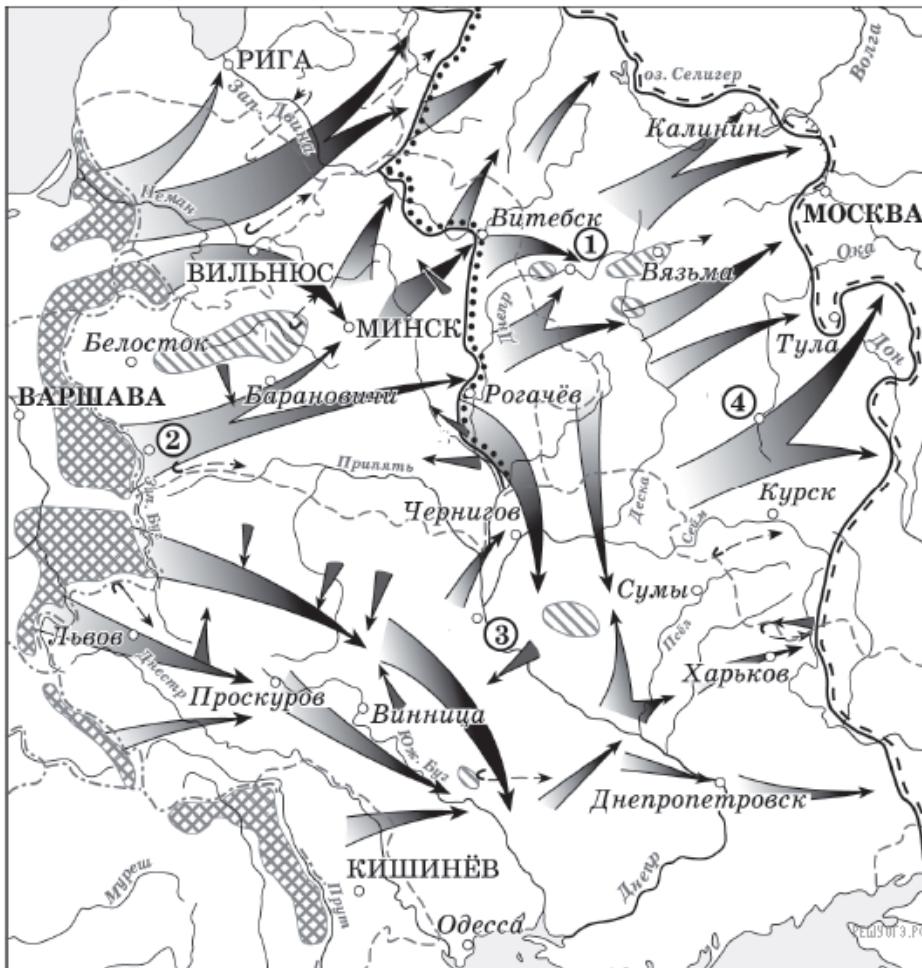 РИГА
Зап. Двина
оз. Селигер
Волга
Калинин
Неман
МОСКВА
Витебск
①
Ока
ВИЛЬНЮС
Вязьма
Днепр
МИНСК
Тула
Белосток
Дон
Барановичи
Рогачёв
ВАРШАВА
④
②
Припять
Зап. Буг
Десна
Курск
Чернигов
Сейм
Сумы
③
Псёл
Львов
Днестр
Харьков
Проскуров
Винница
Юж. Буг
Днепропетровск
КИШИНЁВ
Муреш
Прут
Днепр
Одесса
РЕШУОГЭ.РФ